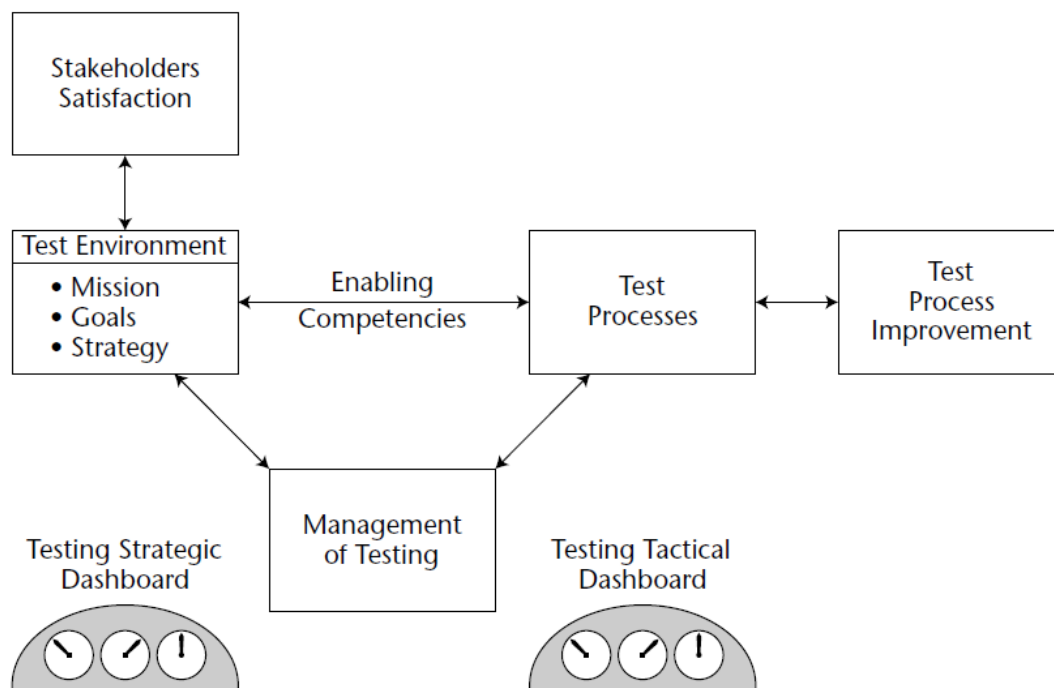 Stakeholders
Satisfaction
Test Environment
• Mission
• Goals
• Strategy
Enabling
Competencies
Test
Processes
Test
Process
Improvement
Management
of Testing
Testing Strategic
Dashboard
Testing Tactical
Dashboard